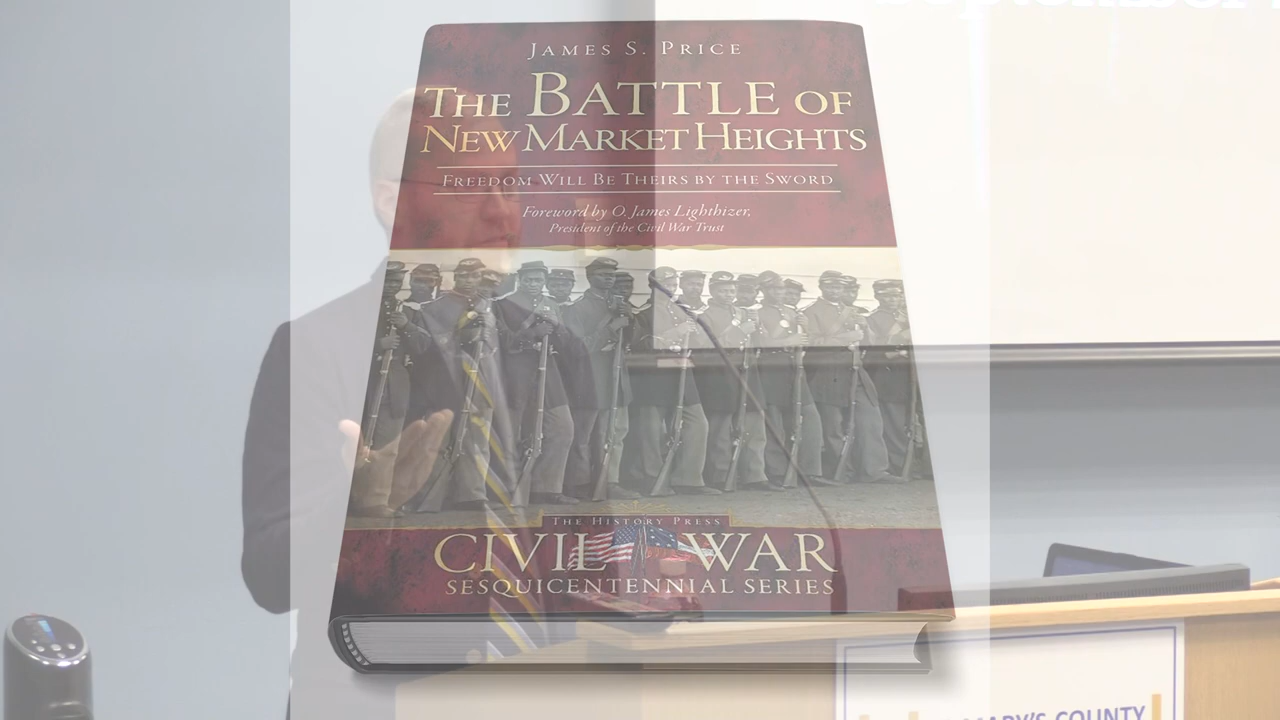 JAMES S. PRICE
THE BATTLE OF
NEW MARKET HEIGHTS
FREEDOM WILL BE THEIRS BY THE SWORD
Foreword by O. James Lighthizer,
President of the Civil War Trust
THE HISTORY PRESS
CIVIL WAR
SESQUICENTENNIAL SERIES
MARY'S COUNTY